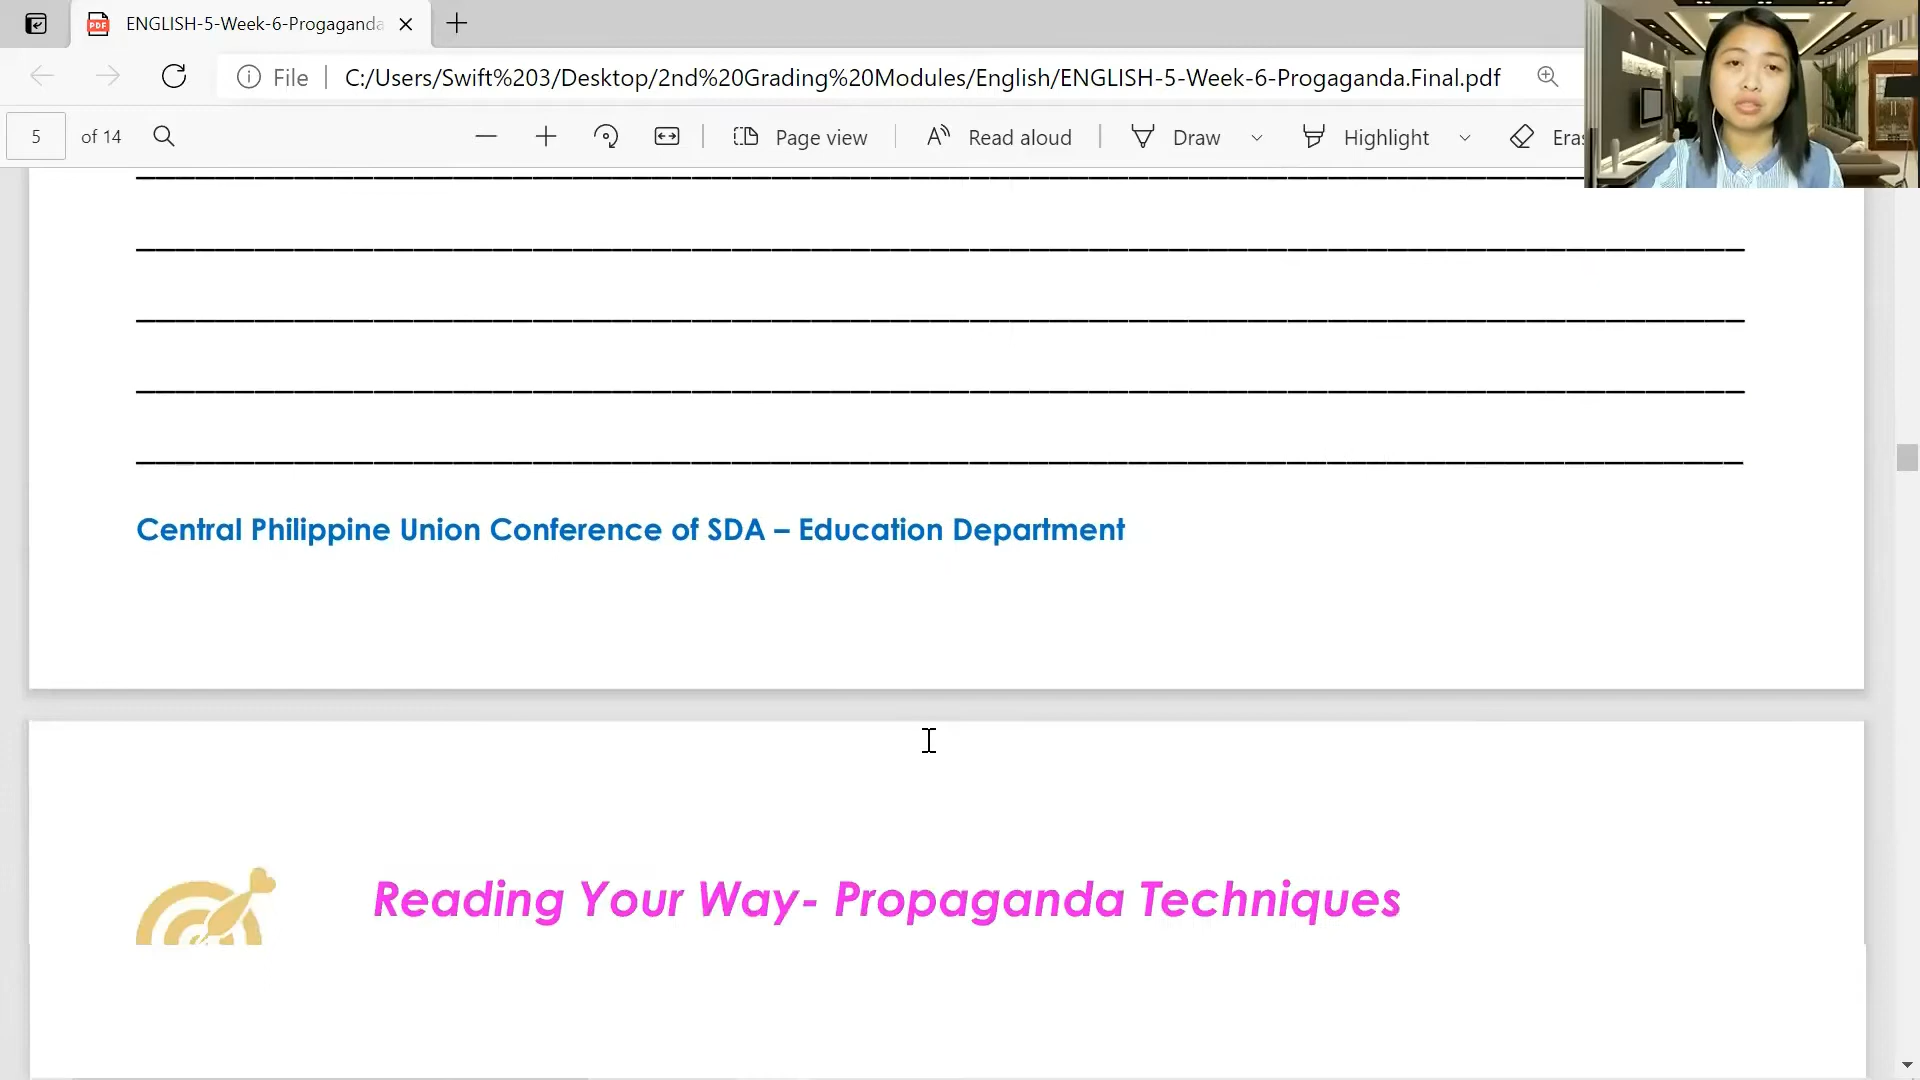 ENGLISH-5-Week-6-Progaganda
File
C:/Users/Swift%203/Desktop/2nd%20Grading%20Modules/English/ENGLISH-5-Week-6-Progaganda.Final.pdf
5 of 14
Page view
Read aloud
Draw
Highlight
Eras
Central Philippine Union Conference of SDA – Education Department
Reading Your Way- Propaganda Techniques